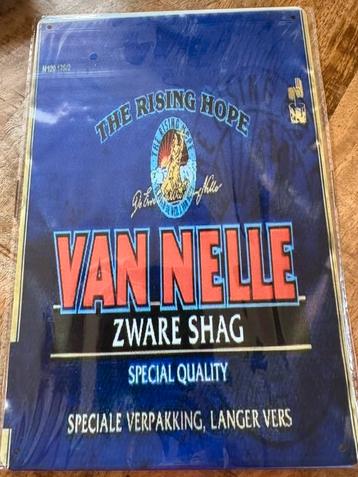 THE RISING HOPE
VAN NELLE
ZWARE SHAG
SPECIAL QUALITY
SPECIALE VERPAKKING, LANGER VERS